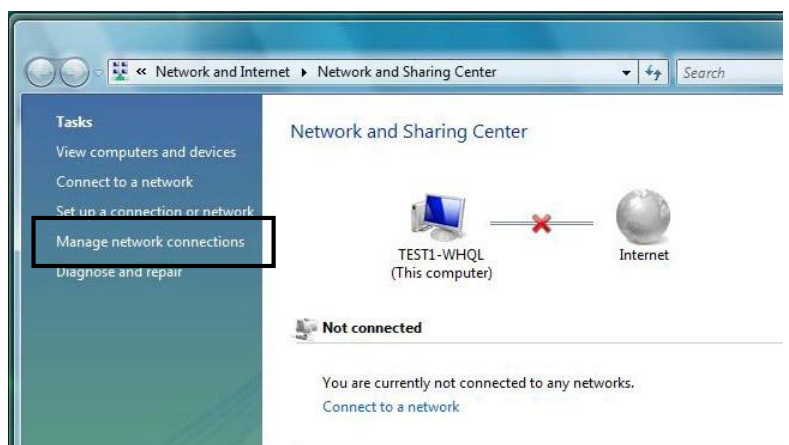 « Network and Internet ▸ Network and Sharing Center
Search
Tasks
View computers and devices
Connect to a network
Set up a connection or network
Manage network connections
Diagnose and repair
Network and Sharing Center
TEST1-WHQL
(This computer)
Internet
Not connected
You are currently not connected to any networks.
Connect to a network